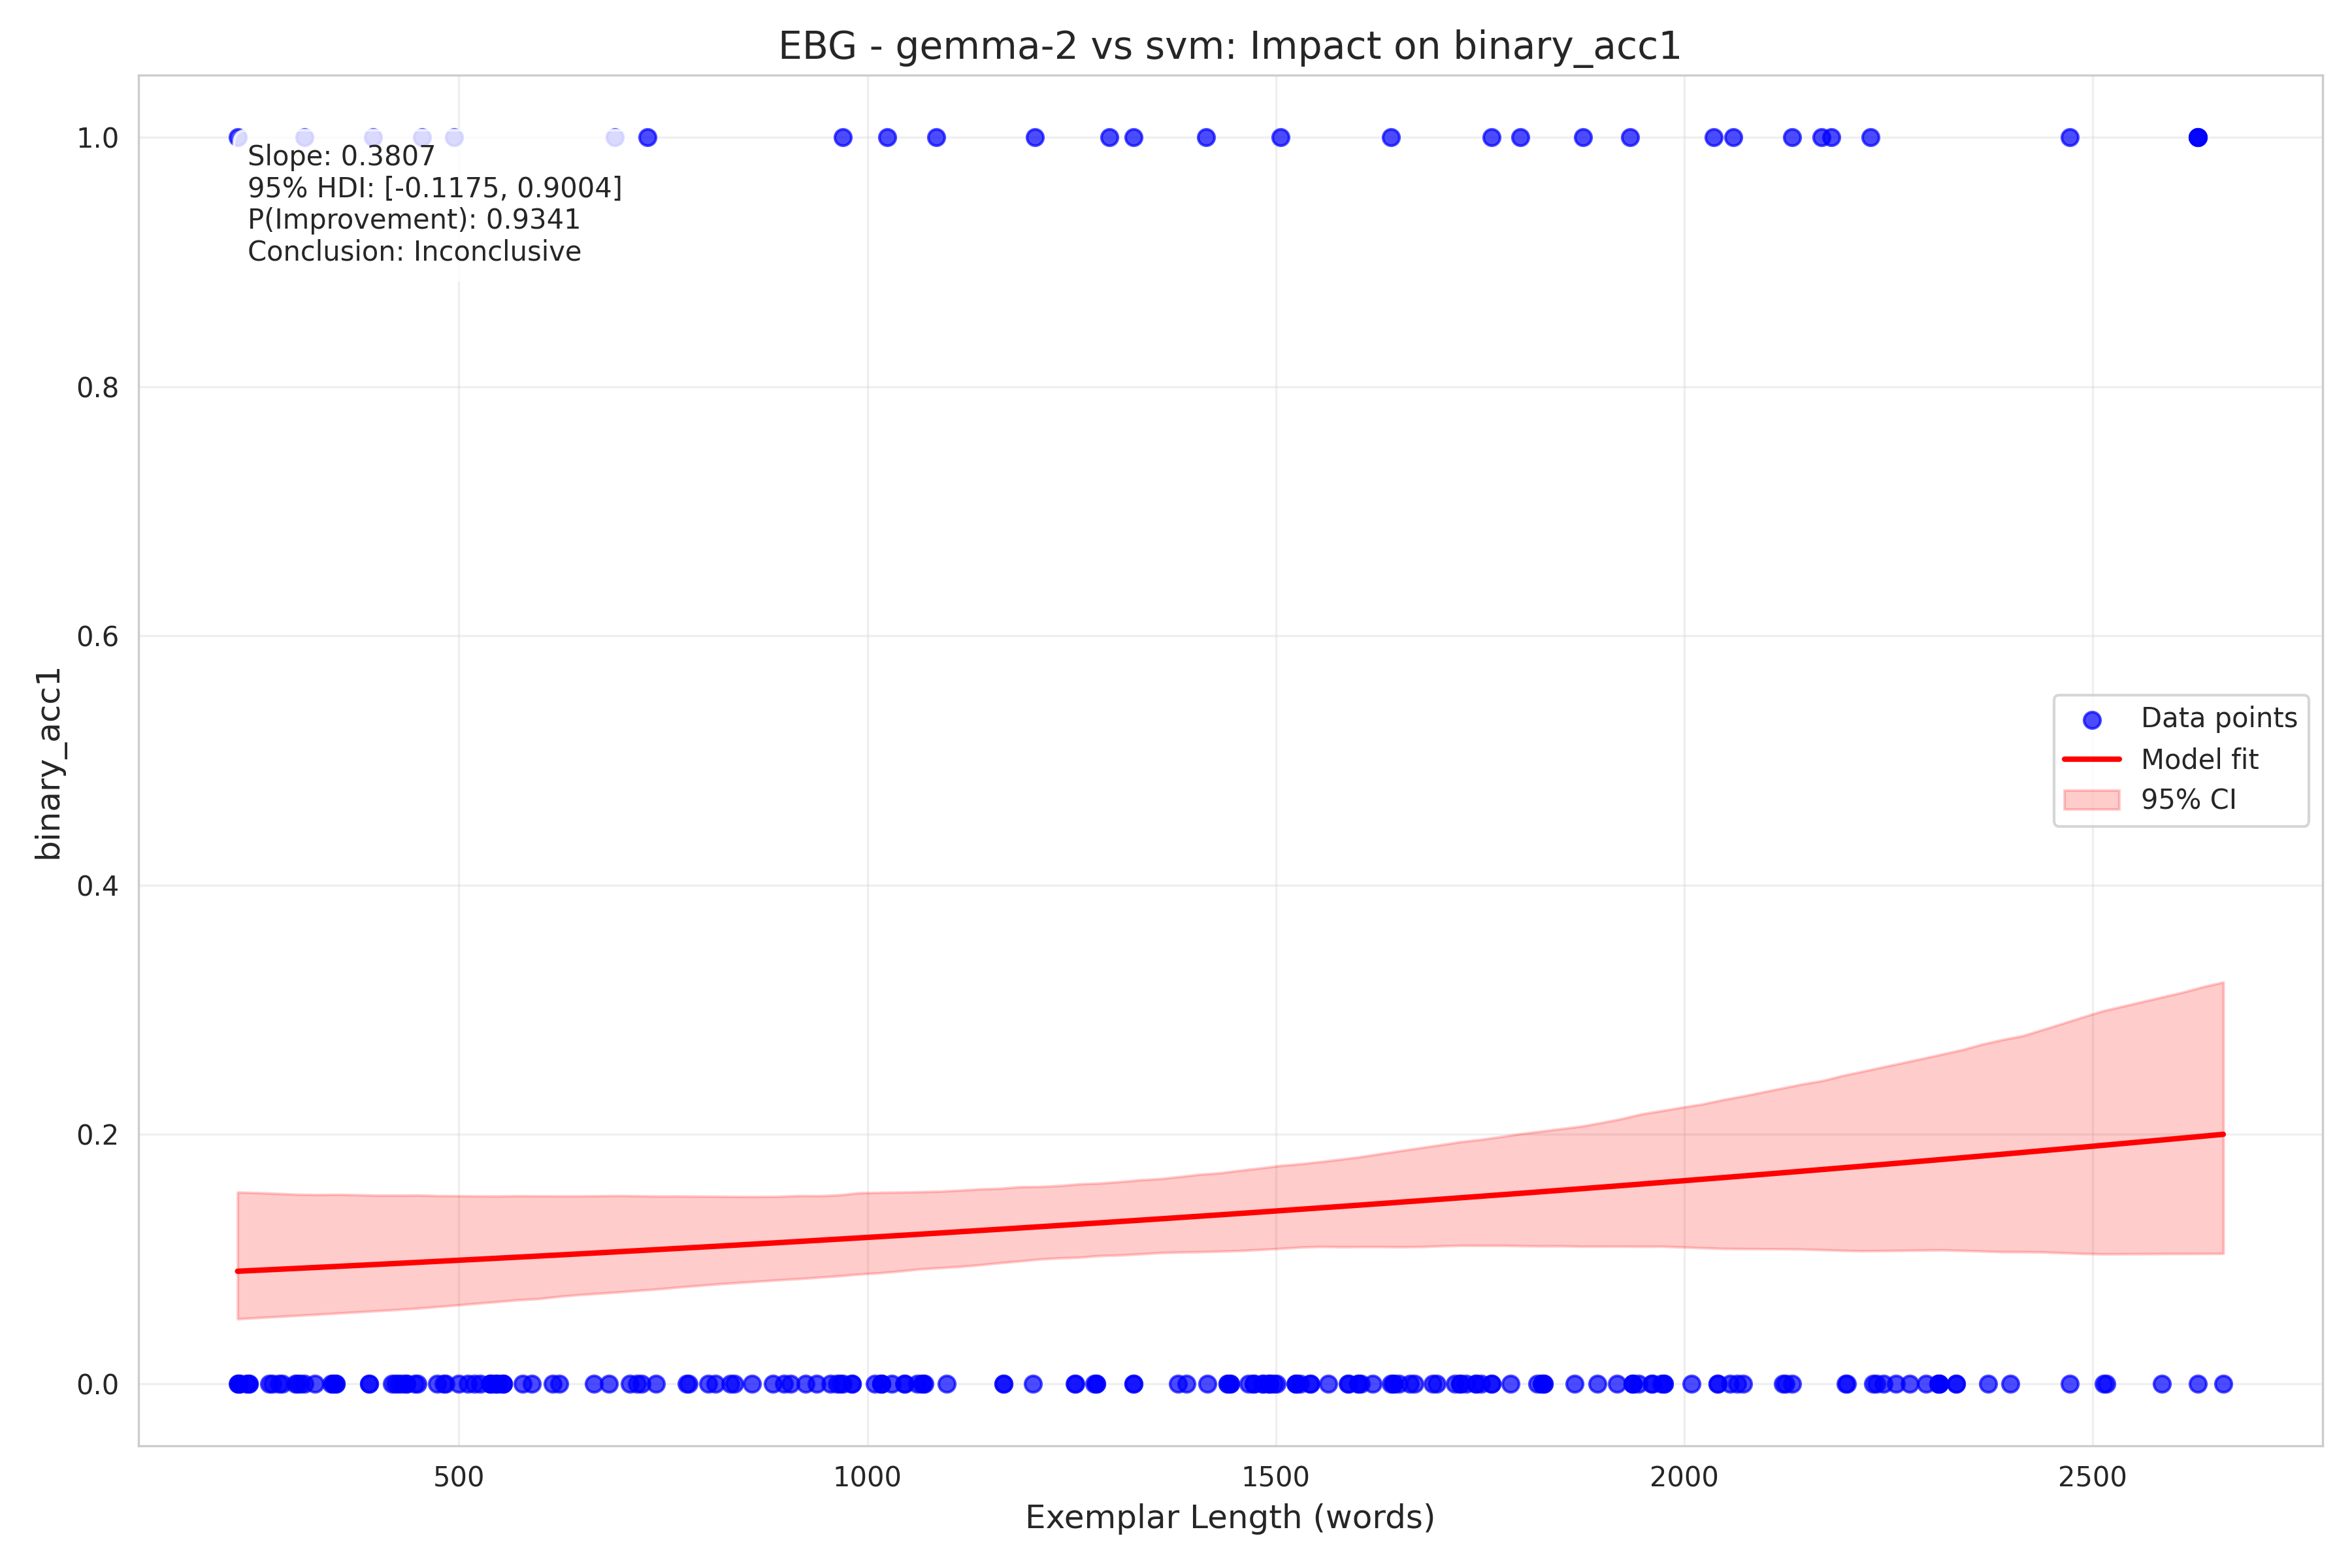 EBG - gemma-2 vs svm: Impact on binary_acc1
Slope: 0.3807
95% HDI: [-0.1175, 0.9004]
P(Improvement): 0.9341
Conclusion: Inconclusive
binary_acc1
1.0
0.8
0.6
0.4
0.2
0.0
Data points
Model fit
95% CI
500
1000
1500
2000
2500
Exemplar Length (words)